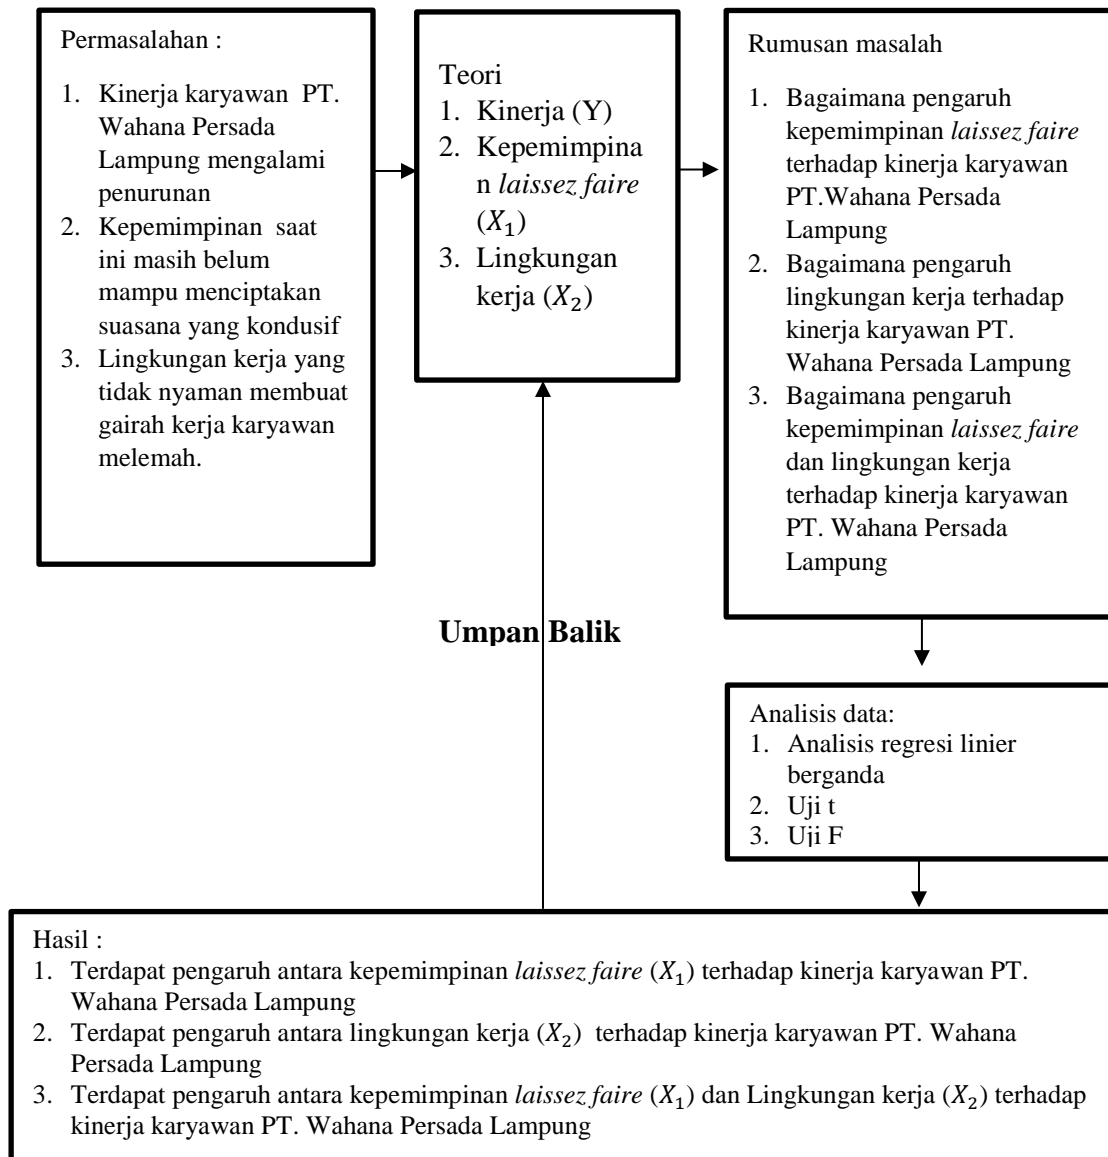 Permasalahan :
1. Kinerja karyawan PT.
Wahana Persada
Lampung mengalami
penurunan
2. Kepemimpinan saat
ini masih belum
mampu menciptakan
suasana yang kondusif
3. Lingkungan kerja yang
tidak nyaman membuat
gairah kerja karyawan
melemah.
Teori
1. Kinerja (Y)
2. Kepemimpina
n laissez faire
(X₁)
3. Lingkungan
kerja (X₂)
Rumusan masalah
1. Bagaimana pengaruh
kepemimpinan laissez faire
terhadap kinerja karyawan
PT.Wahana Persada
Lampung
2. Bagaimana pengaruh
lingkungan kerja terhadap
kinerja karyawan PT.
Wahana Persada Lampung
3. Bagaimana pengaruh
kepemimpinan laissez faire
dan lingkungan kerja
terhadap kinerja karyawan
PT. Wahana Persada
Lampung
Umpan Balik
Analisis data:
1. Analisis regresi linier
berganda
2. Uji t
3. Uji F
Hasil :
1. Terdapat pengaruh antara kepemimpinan laissez faire (X₁) terhadap kinerja karyawan PT.
Wahana Persada Lampung
2. Terdapat pengaruh antara lingkungan kerja (X₂) terhadap kinerja karyawan PT. Wahana
Persada Lampung
3. Terdapat pengaruh antara kepemimpinan laissez faire (X₁) dan Lingkungan kerja (X₂) terhadap
kinerja karyawan PT. Wahana Persada Lampung